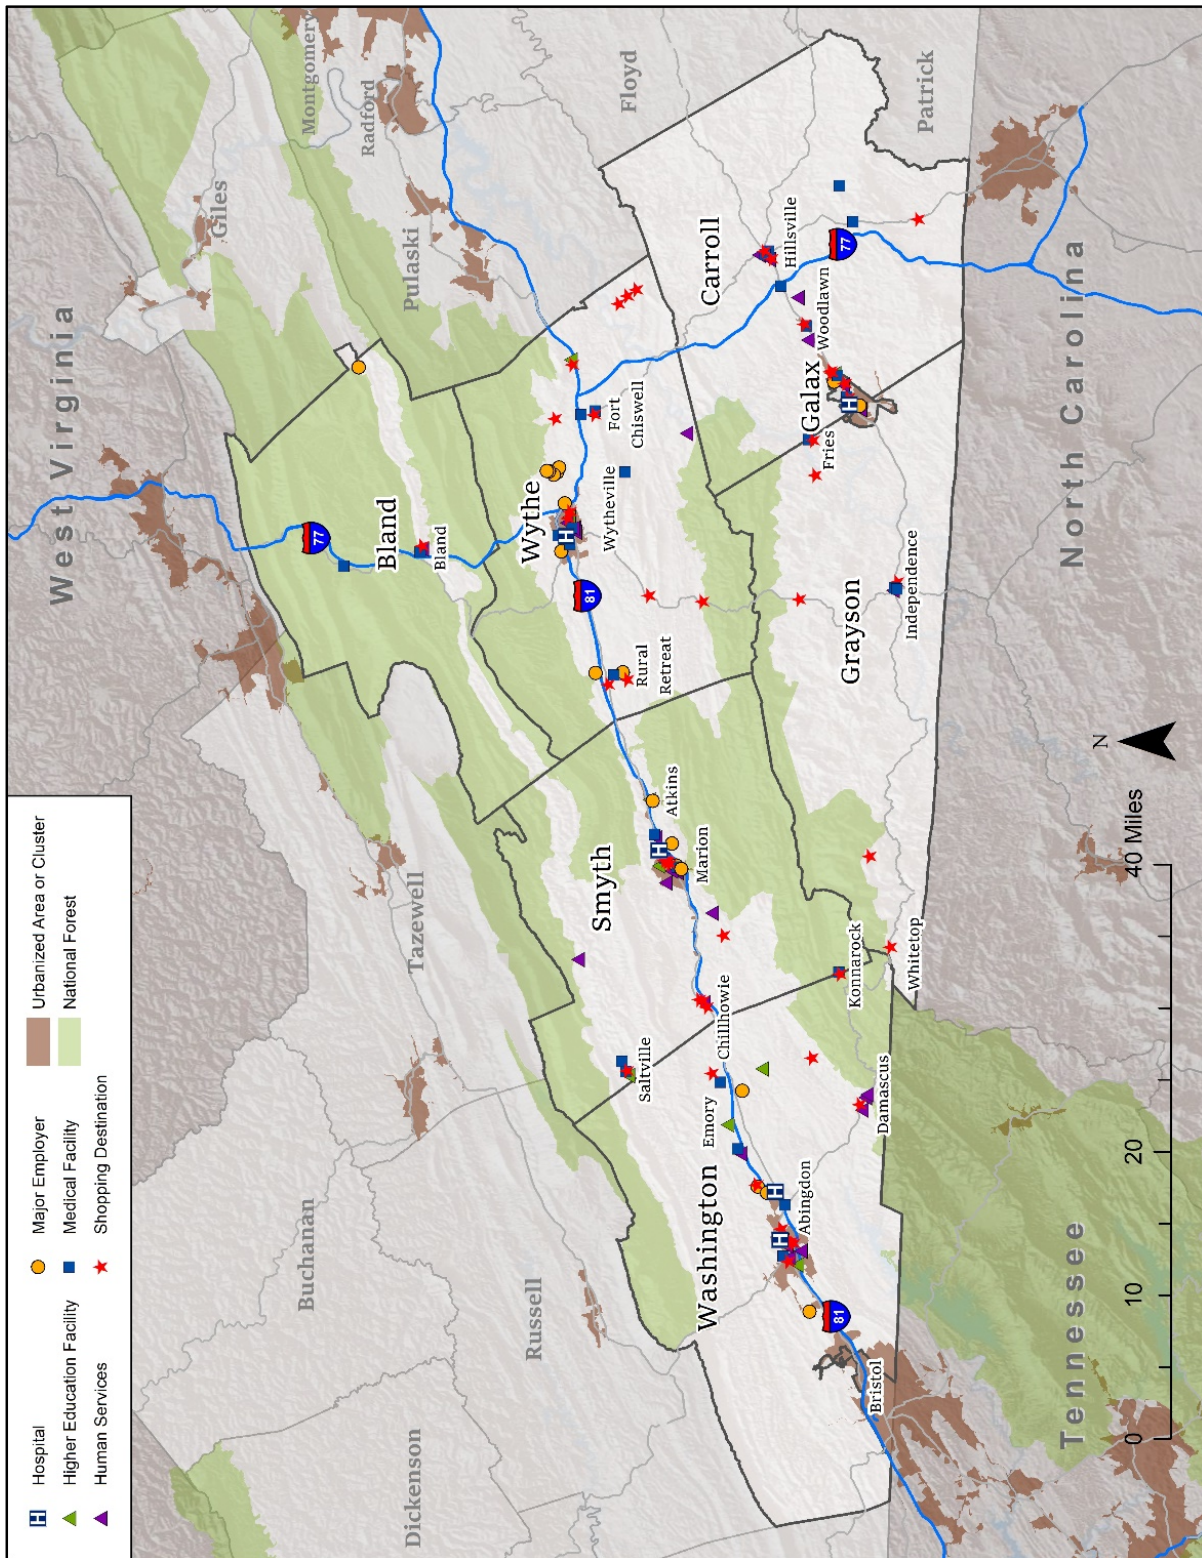 Hospital
Higher Education Facility
Human Services
Major Employer
Medical Facility
Shopping Destination
Urbanized Area or Cluster
National Forest
West Virginia
Giles
Montgomery
Radford
Pulaski
Floyd
Patrick
Tazewell
Buchanan
Dickenson
Russell
77
Bland
Bland
Wythe
Wytheville
Fort
Chiswell
81
Rural
Retreat
Smyth
Atkins
Marion
Saltville
Chillhowie
Emory
Washington
Abingdon
81
Bristol
Damascus
Konnarock
Whitetop
Carroll
Hillsville
77
Woodlawn
Galax
Fries
Grayson
Independence
North Carolina
Tennessee
N
0
10
20
40 Miles